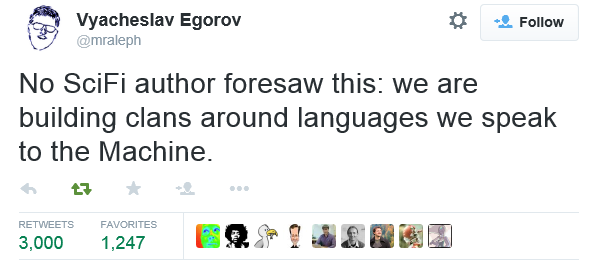 Vyacheslav Egorov
@mraleph
Follow
No SciFi author foresaw this: we are
building clans around languages we speak
to the Machine.
RETWEETS FAVORITES
3,000 1,247